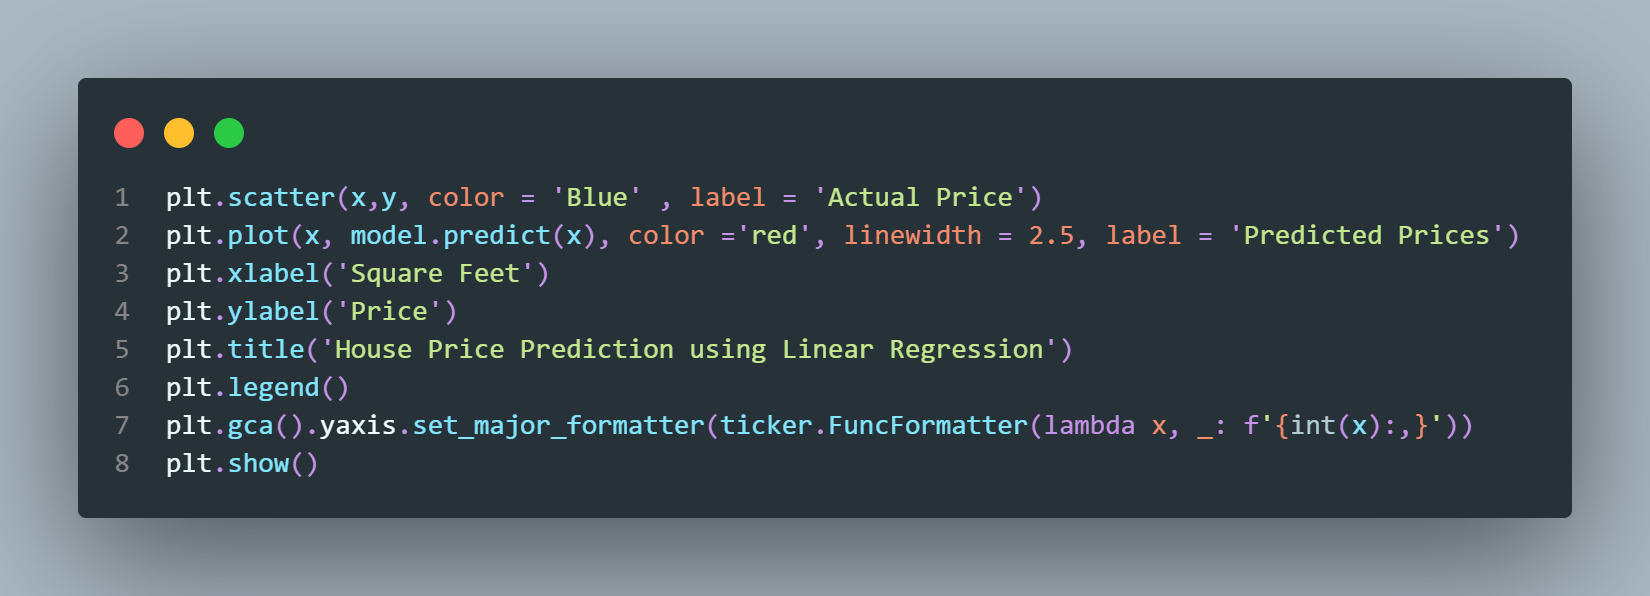 1 plt.scatter(x,y, color = 'Blue' , label = 'Actual Price')
2 plt.plot(x, model.predict(x), color ='red', linewidth = 2.5, label = 'Predicted Prices')
3 plt.xlabel('Square Feet')
4 plt.ylabel('Price')
5 plt.title('House Price Prediction using Linear Regression')
6 plt.legend()
7 plt.gca().yaxis.set_major_formatter(ticker.FuncFormatter(lambda x, _: f'{int(x):,}'))
8 plt.show()